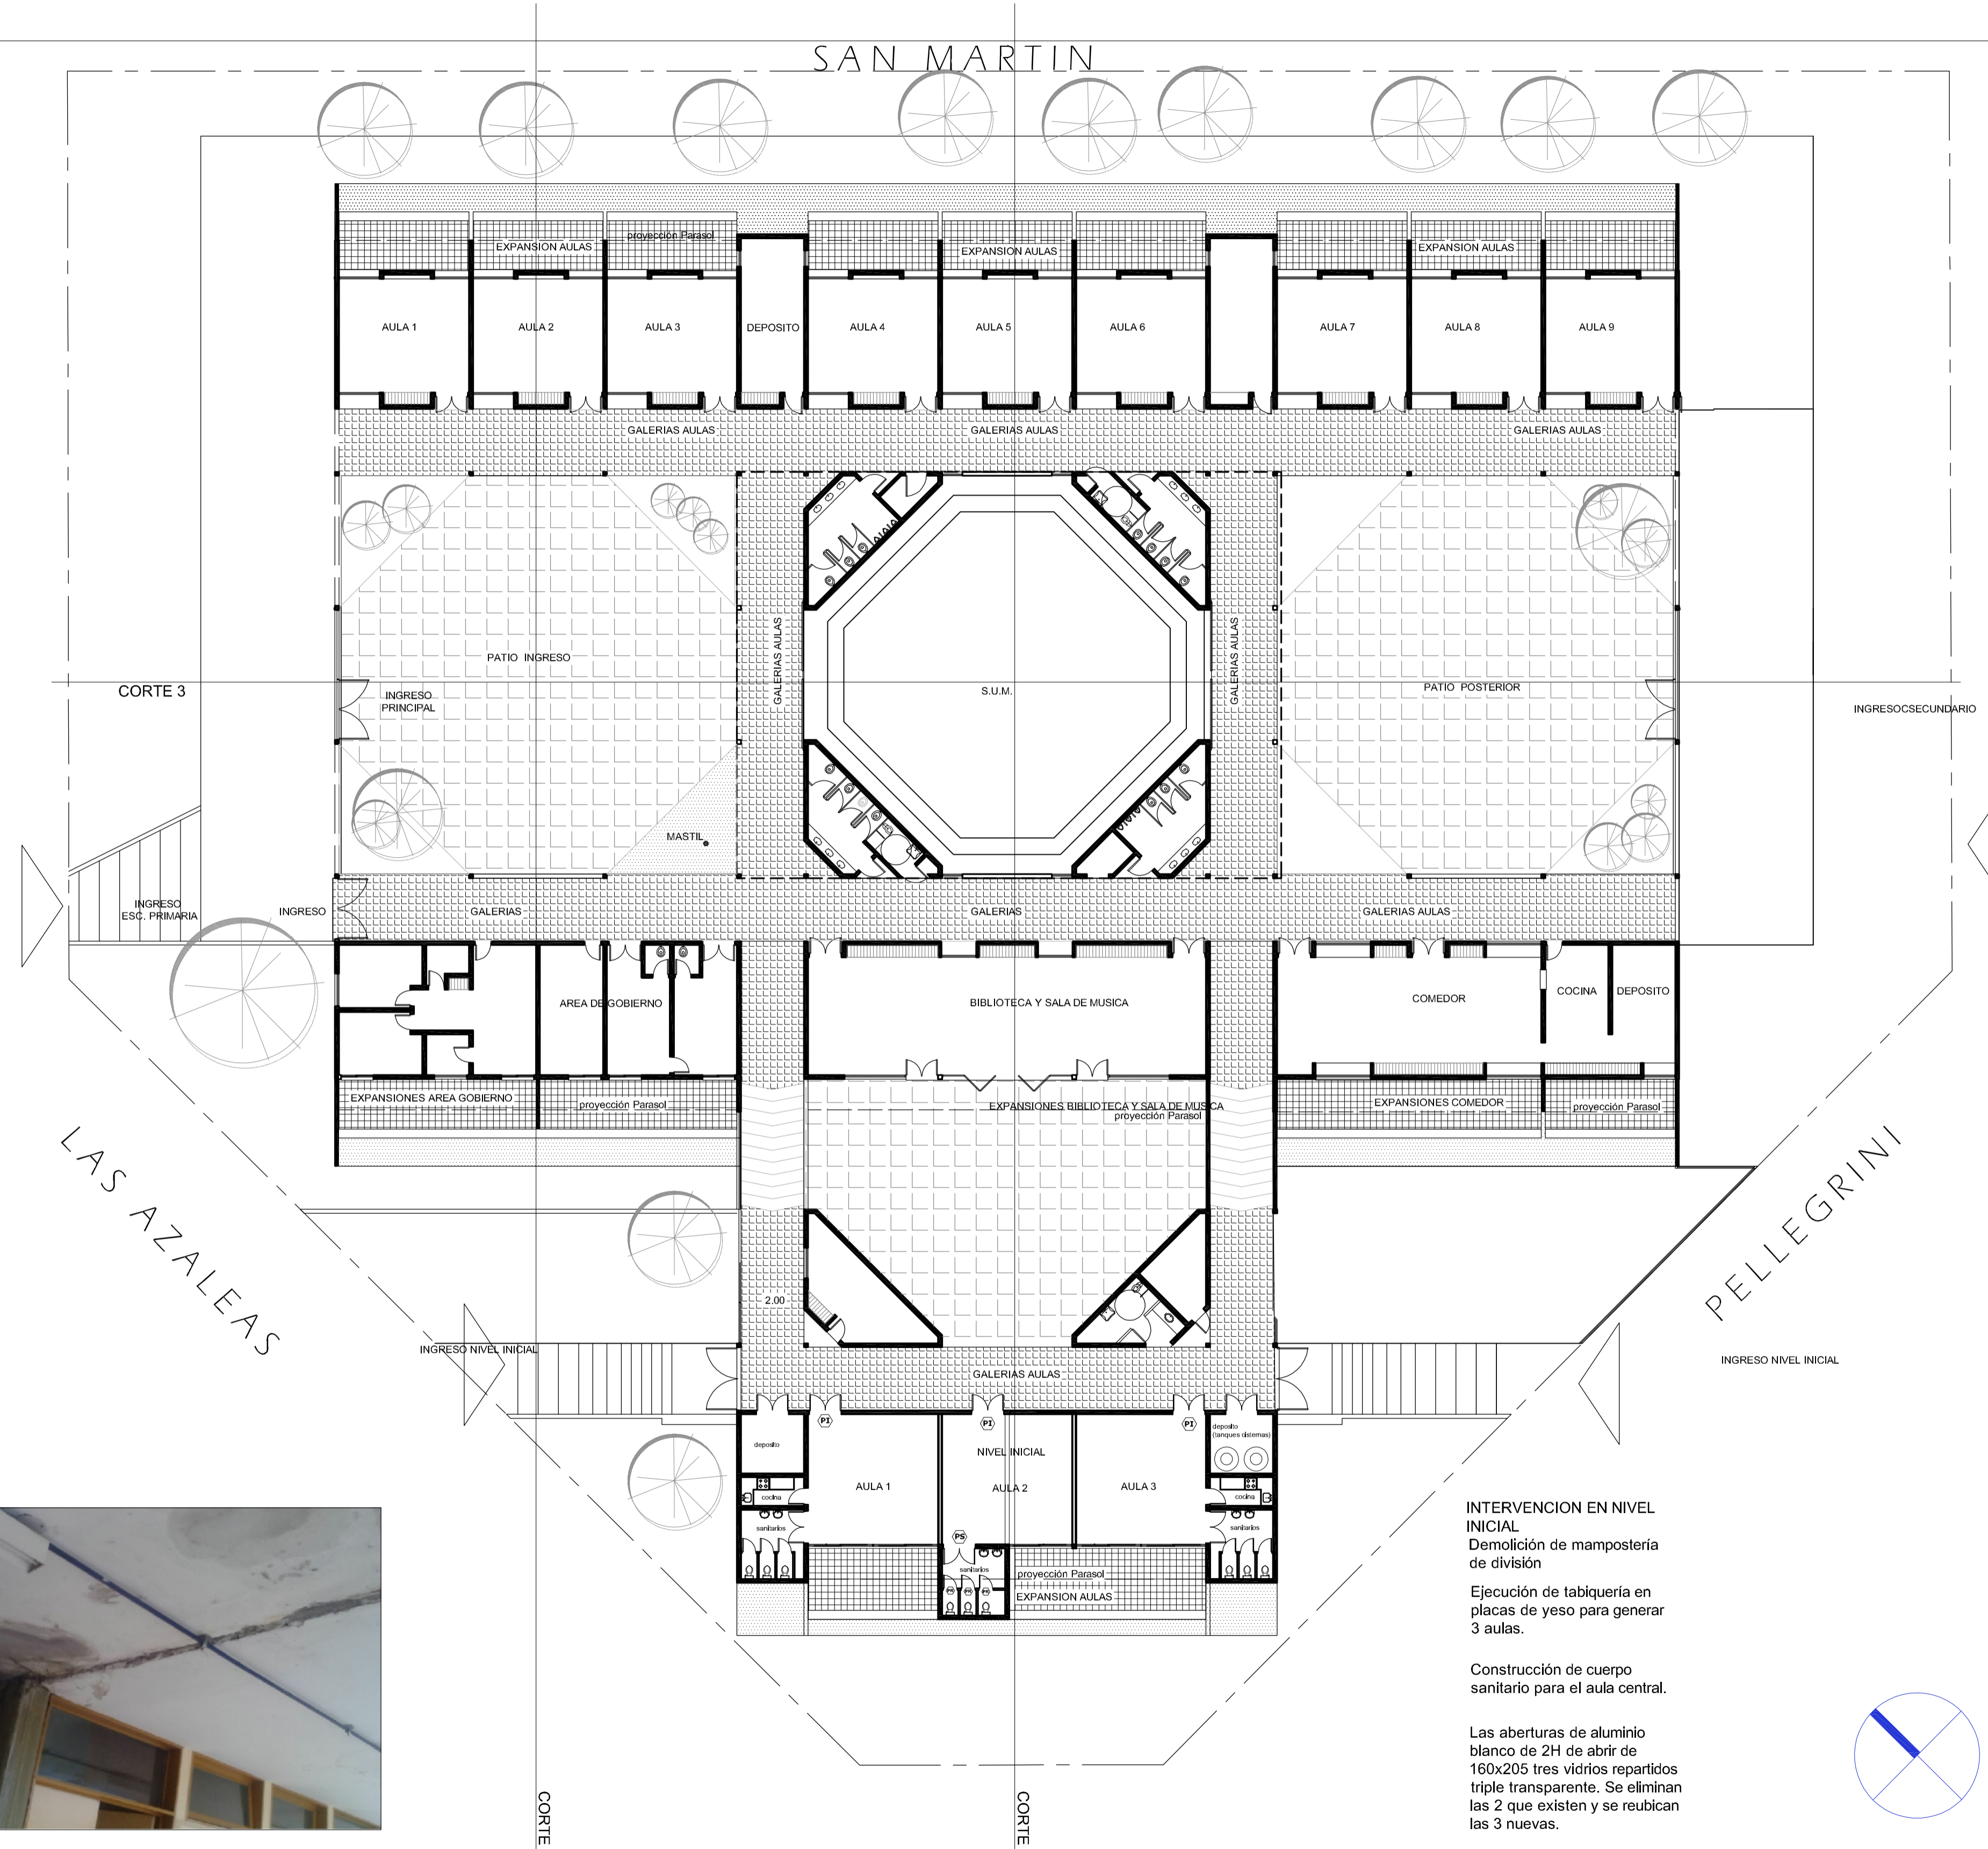 SAN MARTIN
proyección Parasol
EXPANSION AULAS
EXPANSION AULAS
EXPANSION AULAS
AULA 1
AULA 2
AULA 3
DEPOSITO
AULA 4
AULA 5
AULA 6
AULA 7
AULA 8
AULA 9
GALERIAS AULAS
GALERIAS AULAS
GALERIAS AULAS
GALERIAS AULAS
GALERIAS AULAS
PATIO INGRESO
CORTE 3
INGRESO
PRINCIPAL
S.U.M.
PATIO POSTERIOR
INGRESOCSECUNDARIO
MASTIL
INGRESO
ESC. PRIMARIA
INGRESO
GALERIAS
GALERIAS
GALERIAS AULAS
AREA DE GOBIERNO
BIBLIOTECA Y SALA DE MUSICA
COMEDOR
COCINA
DEPOSITO
EXPANSIONES AREA GOBIERNO
proyección Parasol
EXPANSIONES BIBLIOTECA Y SALA DE MUSICA
proyección Parasol
EXPANSIONES COMEDOR
proyección Parasol
LAS AZALEAS
PELLEGRINI
2.00
INGRESO NIVEL INICIAL
INGRESO NIVEL INICIAL
GALERIAS AULAS
PI
PI
PI
deposito
deposito
(tanques cisternas)
NIVEL INICIAL
AULA 1
AULA 2
AULA 3
cocina
cocina
sanitarios
sanitarios
PS
sanitarios
proyección Parasol
EXPANSION AULAS
INTERVENCION EN NIVEL
INICIAL
Demolición de mampostería
de división
Ejecución de tabiquería en
placas de yeso para generar
3 aulas.
Construcción de cuerpo
sanitario para el aula central.
Las aberturas de aluminio
blanco de 2H de abrir de
160x205 tres vidrios repartidos
triple transparente. Se eliminan
las 2 que existen y se reubican
las 3 nuevas.
CORTE
CORTE